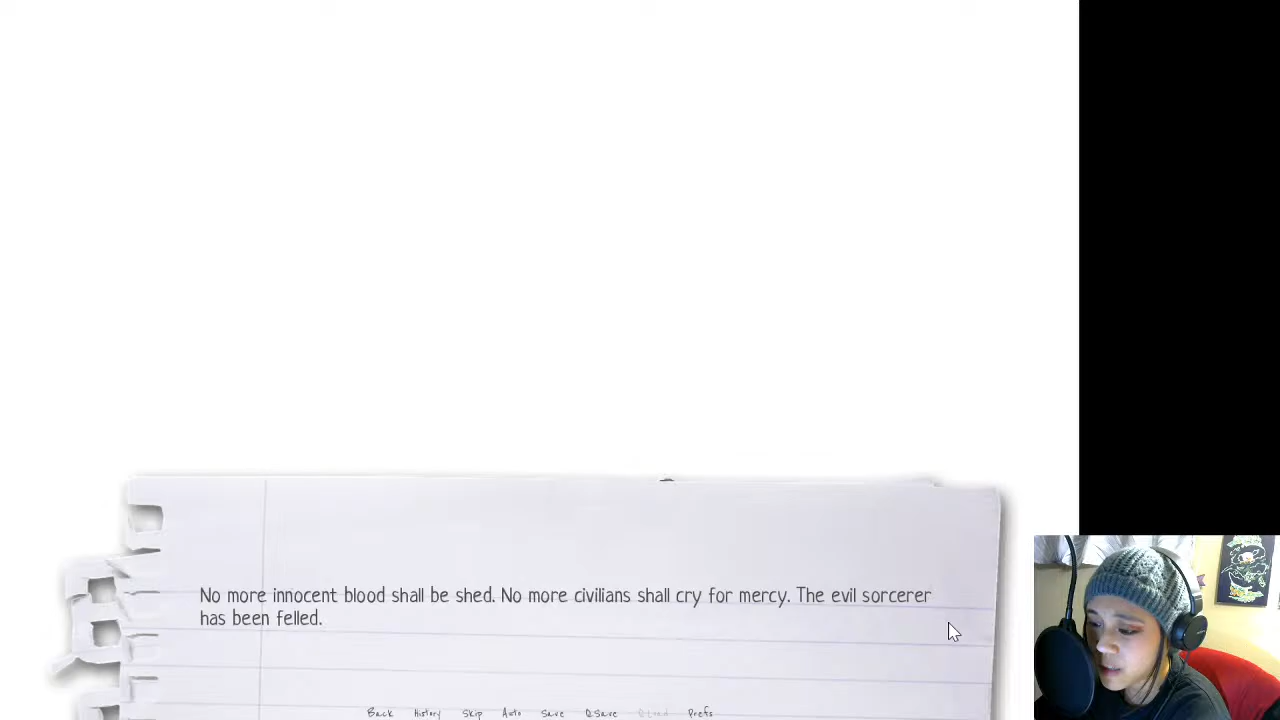 No more innocent blood shall be shed. No more civilians shall cry for mercy. The evil sorcerer
has been felled.
Back History Skip Auto Save Q.Save Q.Load Prefs